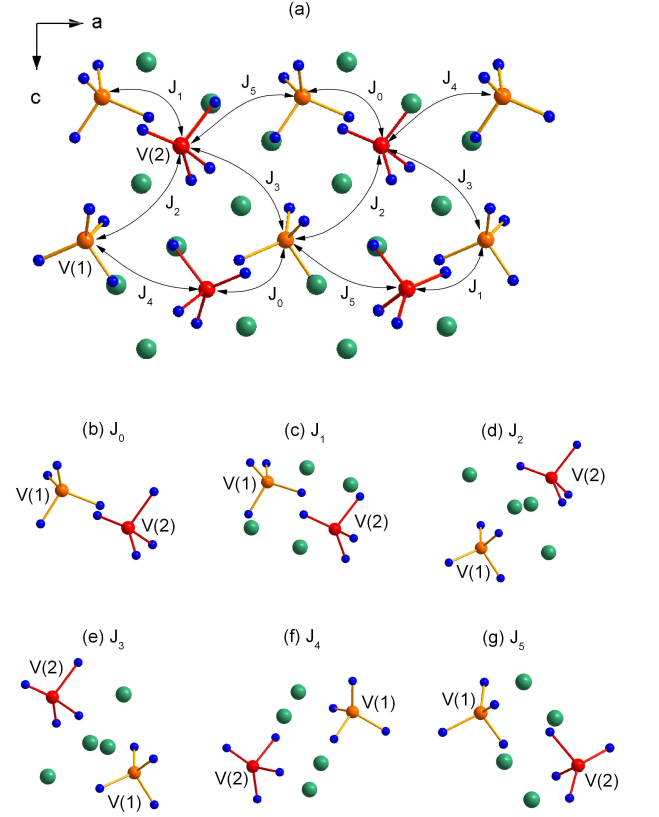 (a)
a
c
J₁
J₅
J₀
J₄
V(2)
J₃
J₃
J₂
J₂
V(1)
J₄
J₀
J₅
J₁
(b) J₀
(c) J₁
(d) J₂
V(1)
V(2)
V(1)
V(2)
V(2)
V(1)
(e) J₃
(f) J₄
(g) J₅
V(2)
V(1)
V(1)
V(2)
V(1)
V(2)